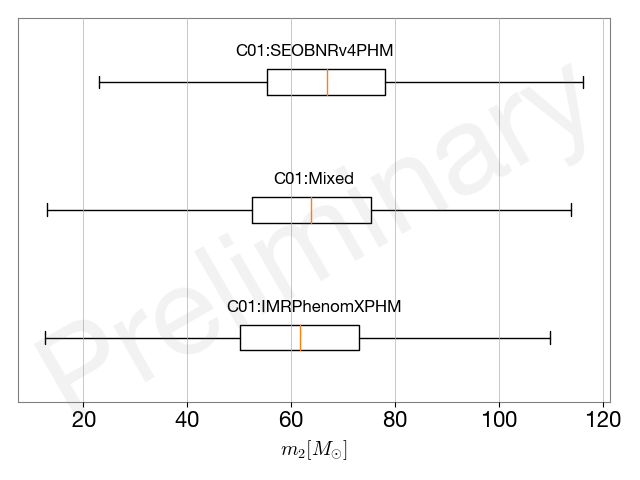 C01:SEOBNRv4PHM
C01:Mixed
C01:IMRPhenomXPHM
Preliminary
20 40 60 80 100 120
m₂[M☉]